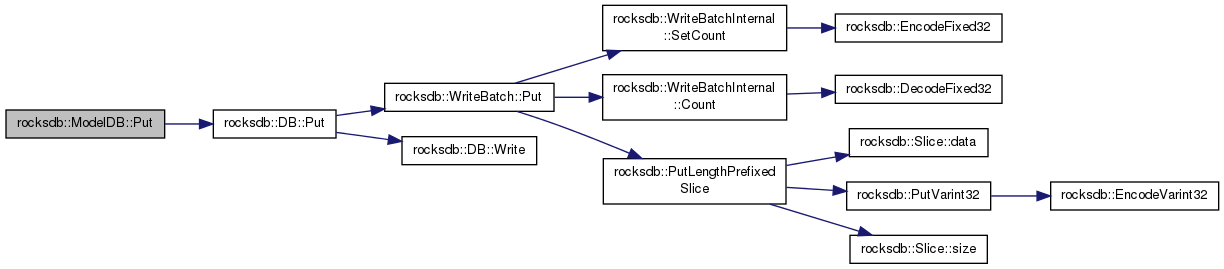 rocksdb::ModelDB::Put
rocksdb::DB::Put
rocksdb::WriteBatch::Put
rocksdb::DB::Write
rocksdb::WriteBatchInternal
::SetCount
rocksdb::WriteBatchInternal
::Count
rocksdb::PutLengthPrefixed
Slice
rocksdb::EncodeFixed32
rocksdb::DecodeFixed32
rocksdb::Slice::data
rocksdb::PutVarint32
rocksdb::Slice::size
rocksdb::EncodeVarint32